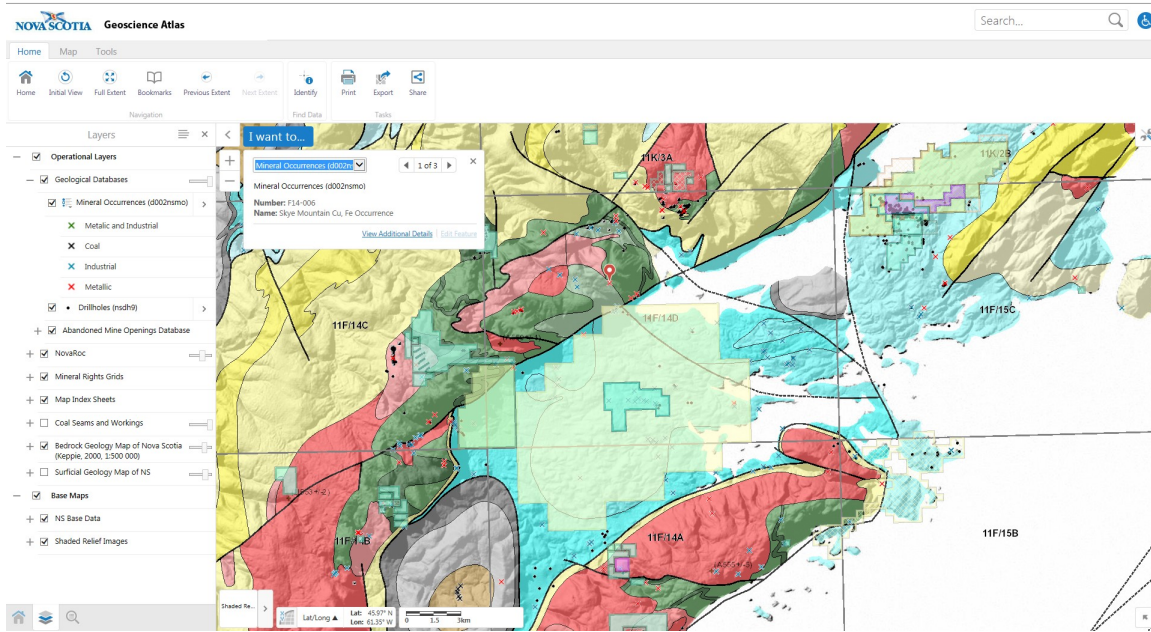 NOVA SCOTIA Geoscience Atlas
Search...
Home Map Tools
Home Initial View Full Extent Bookmarks Previous Extent Next Extent Identify Print Export Share
Navigation Find Data Tasks
Layers
I want to...
Operational Layers
Geological Databases
Mineral Occurrences (d002nsmo)
Metalic and Industrial
Coal
Industrial
Metallic
Drillholes (nsdh9)
Abandoned Mine Openings Database
NovaRoc
Mineral Rights Grids
Map Index Sheets
Coal Seams and Workings
Bedrock Geology Map of Nova Scotia
(Keppie, 2000, 1:500 000)
Surficial Geology Map of NS
Base Maps
NS Base Data
Shaded Relief Images
Mineral Occurrences (d002ns
1 of 3
Mineral Occurrences (d002nsmo)
Number: F14-006
Name: Skye Mountain Cu, Fe Occurrence
View Additional Details Edit Feature
11K/3A
11K/2B
11F/14C
11F/14D
11F/15C
11F/14A
11F/15B
Shaded Re...
Lat/Long
Lat: 45.97° N
Lon: 61.35° W
0 1.5 3km